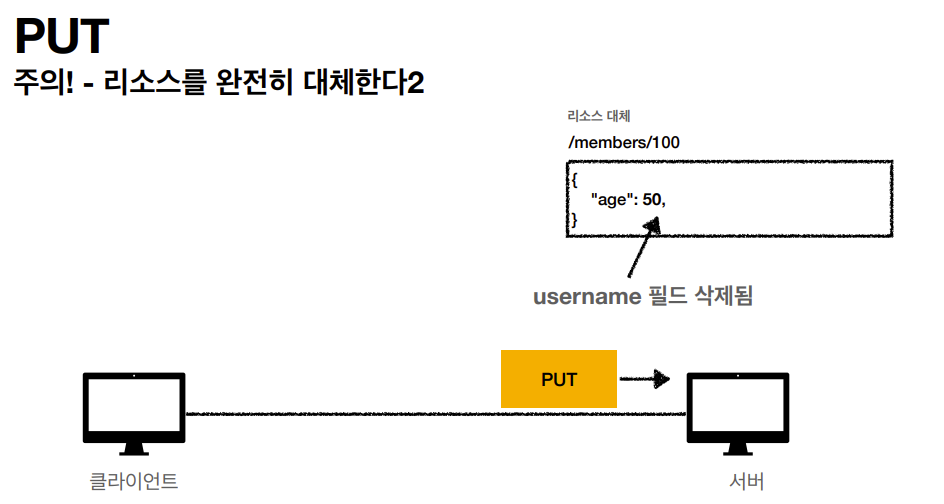 PUT
주의! - 리소스를 완전히 대체한다2
리소스 대체
/members/100
{
"age": 50,
}
username 필드 삭제됨
PUT
클라이언트
서버